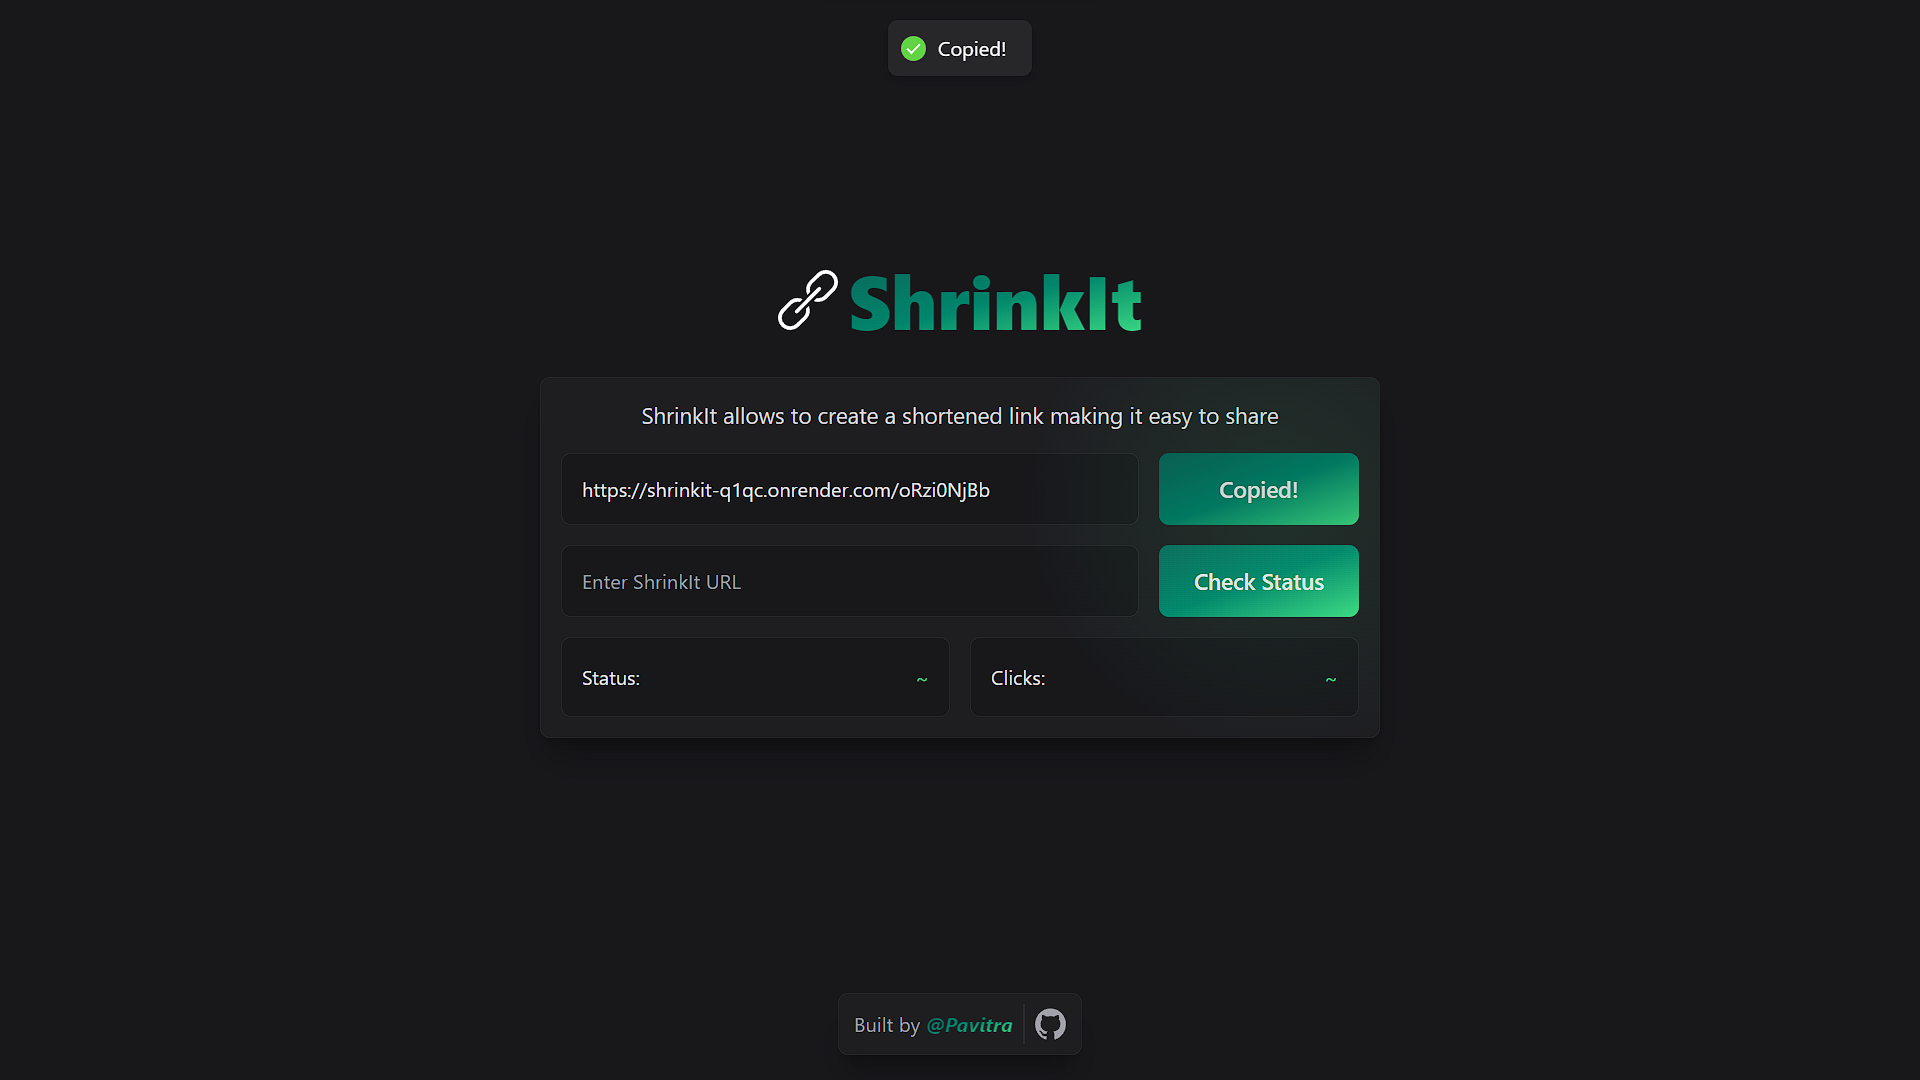 Copied!
ShrinkIt
ShrinkIt allows to create a shortened link making it easy to share
https://shrinkit-q1qc.onrender.com/oRzi0NjBb
Copied!
Enter ShrinkIt URL
Check Status
Status: ~
Clicks: ~
Built by @Pavitra